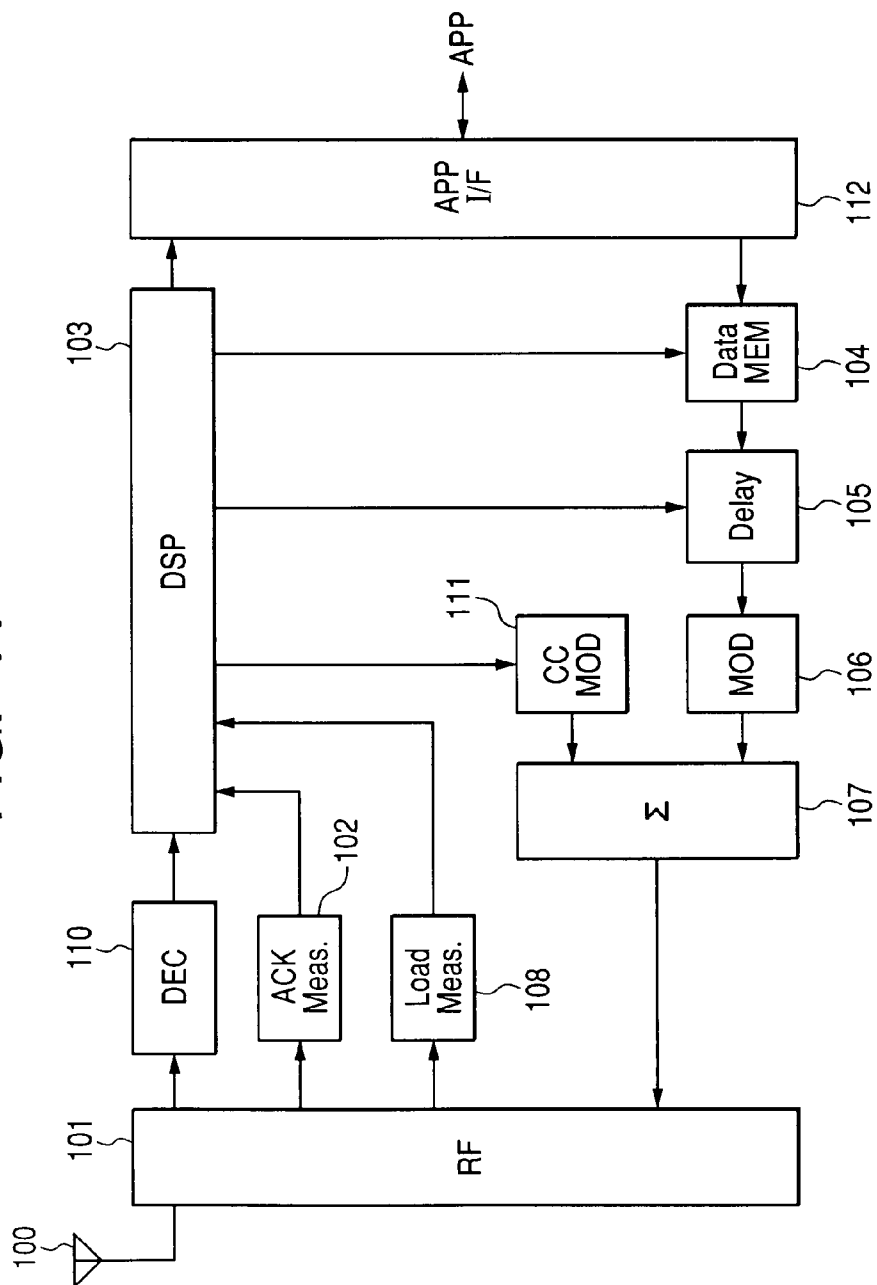 100
101
RF
110
DEC
ACK
Meas.
102
Load
Meas.
108
103
DSP
111
CC
MOD
Σ
107
MOD
106
Delay
105
Data
MEM
104
APP
I/F
112
APP